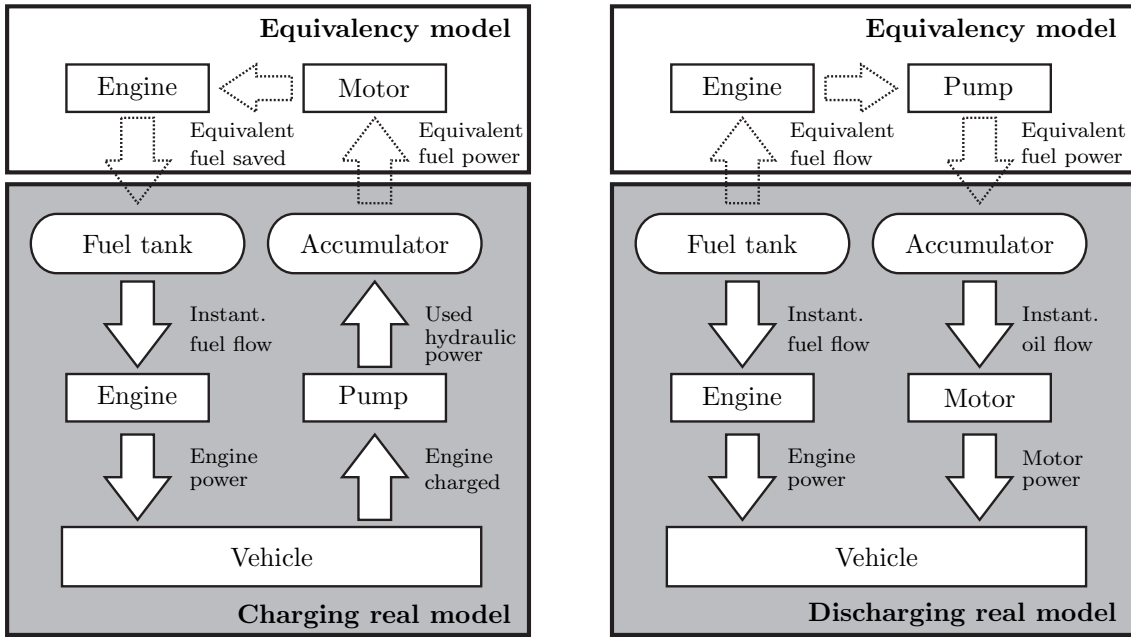 Equivalency model
Engine
Motor
Equivalent
fuel saved
Equivalent
fuel power
Fuel tank
Accumulator
Instant.
fuel flow
Used
hydraulic
power
Engine
Pump
Engine
power
Engine
charged
Vehicle
Charging real model
Equivalency model
Engine
Pump
Equivalent
fuel flow
Equivalent
fuel power
Fuel tank
Accumulator
Instant.
fuel flow
Instant.
oil flow
Engine
Motor
Engine
power
Motor
power
Vehicle
Discharging real model